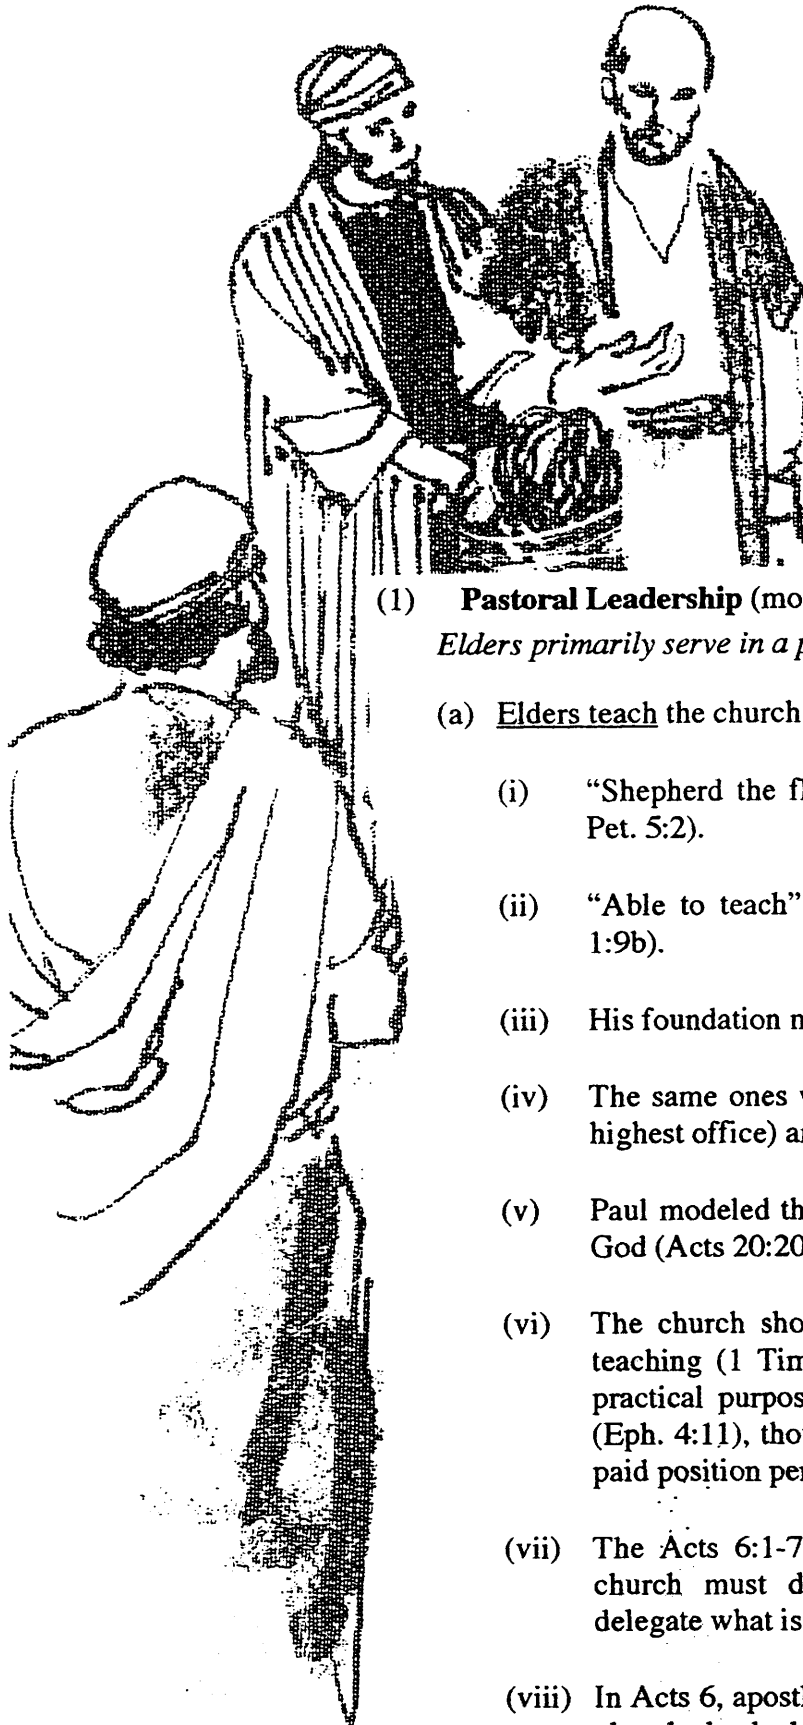 (1) Pastoral Leadership (mo
Elders primarily serve in a p
(a) Elders teach the church
(i) “Shepherd the fl
Pet. 5:2).
(ii) “Able to teach”
1:9b).
(iii) His foundation n
(iv) The same ones v
highest office) a
(v) Paul modeled th
God (Acts 20:20
(vi) The church sho
teaching (1 Tim
practical purpos
(Eph. 4:11), tho
paid position per
(vii) The Acts 6:1-7
church must d
delegate what is
(viii) In Acts 6, apostl